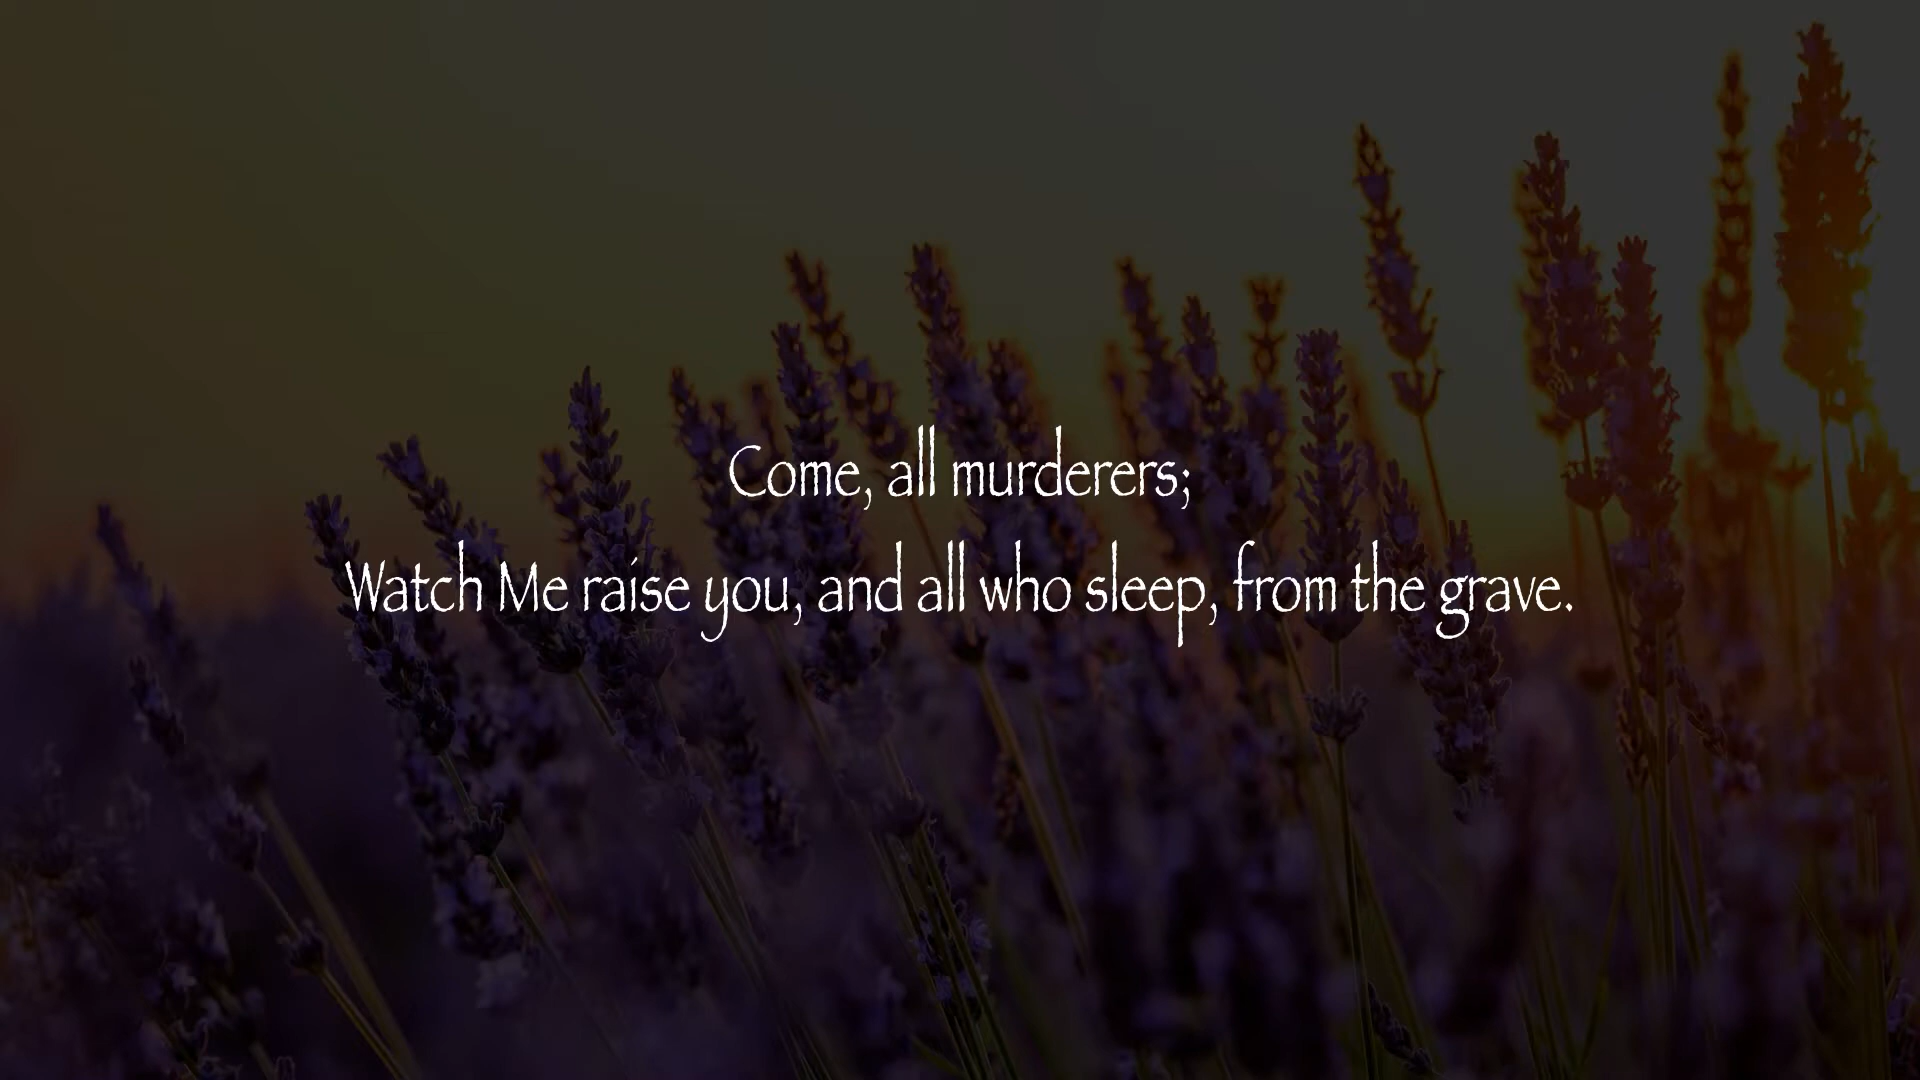 Come, all murderers;
Watch Me raise you, and all who sleep, from the grave.